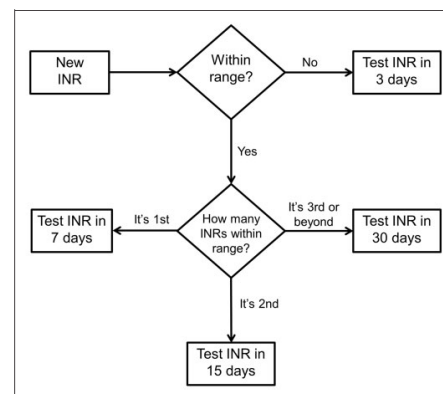 New
INR
Within
range?
No
Test INR in
3 days
Yes
Test INR in
7 days
It's 1st
How many
INRs within
range?
It's 3rd or
beyond
Test INR in
30 days
It's 2nd
Test INR in
15 days